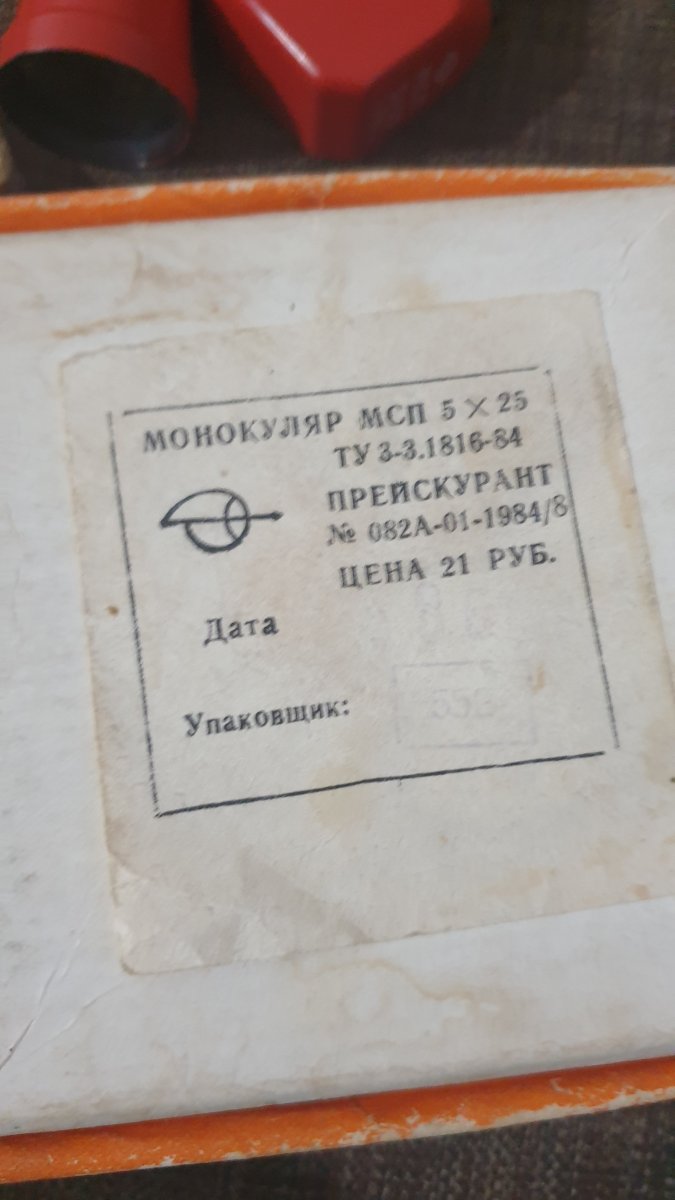 МОНОКУЛЯР МСП 5 × 25
ТУ 3-3.1816-84
ПРЕЙСКУРАНТ
№ 082А-01-1984/8
ЦЕНА 21 РУБ.
Дата
Упаковщик: